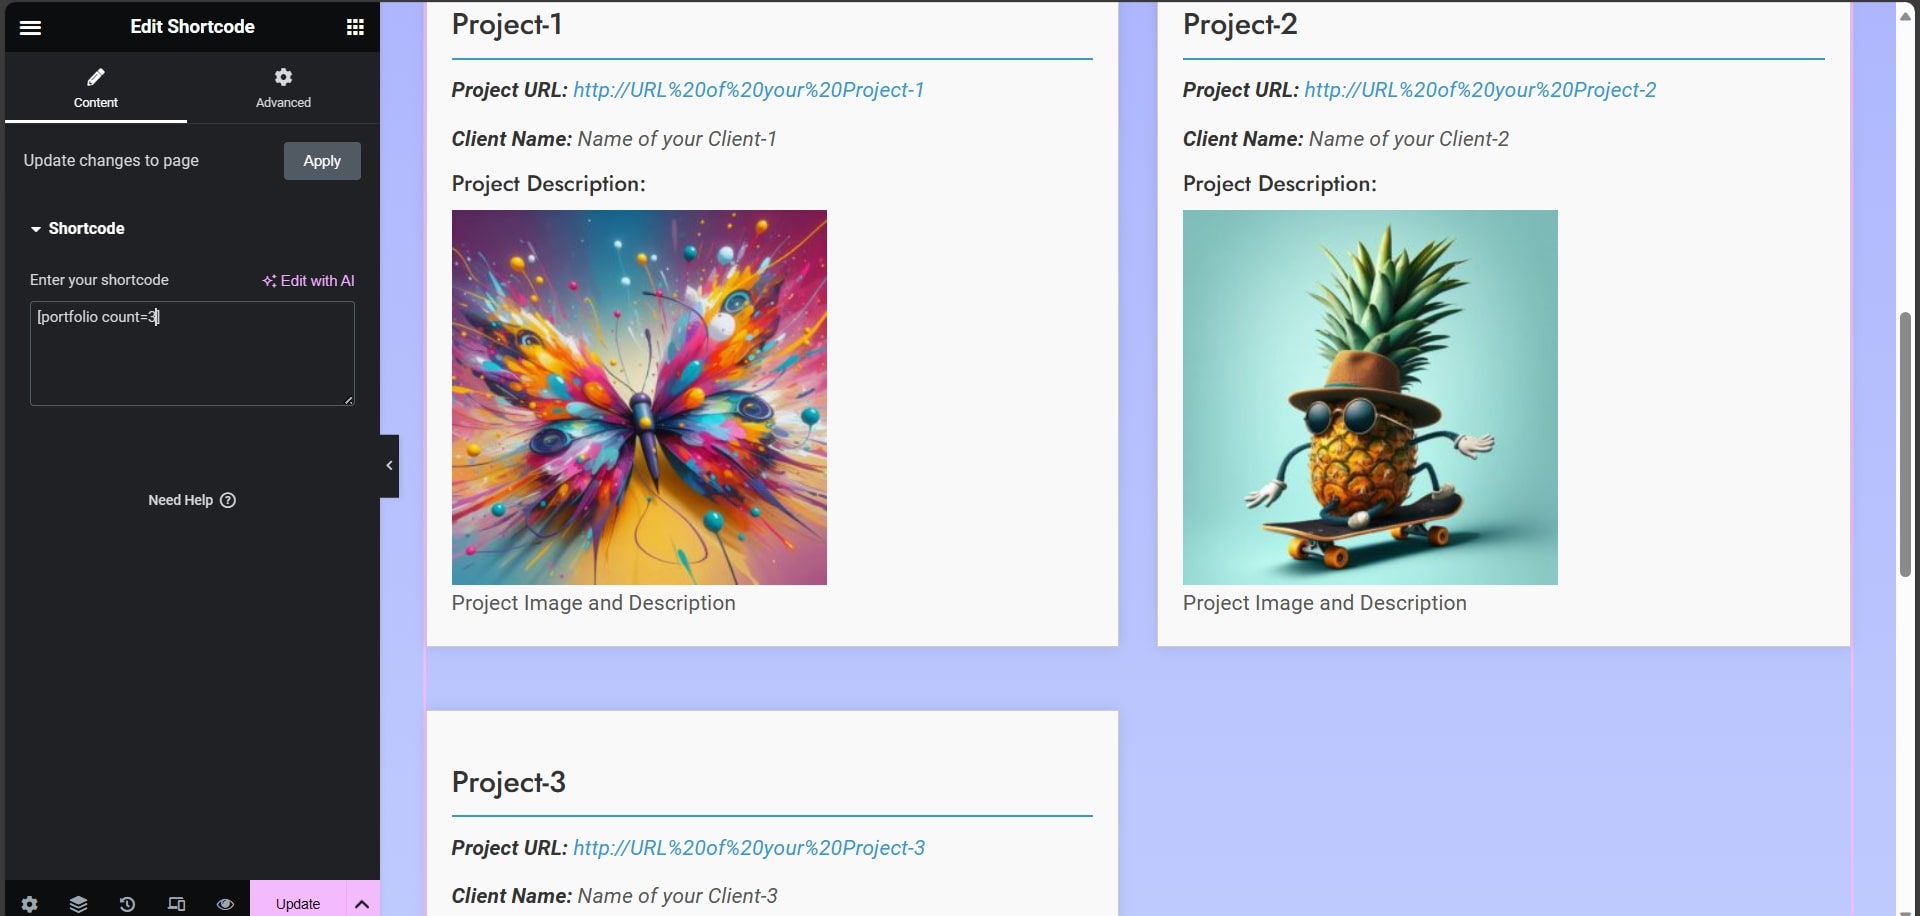 Edit Shortcode
Content
Advanced
Update changes to page
Apply
Shortcode
Enter your shortcode
Edit with AI
[portfolio count=3]
Need Help
Update
Project-1
Project URL: http://URL%20of%20your%20Project-1
Client Name: Name of your Client-1
Project Description:
Project Image and Description
Project-2
Project URL: http://URL%20of%20your%20Project-2
Client Name: Name of your Client-2
Project Description:
Project Image and Description
Project-3
Project URL: http://URL%20of%20your%20Project-3
Client Name: Name of your Client-3